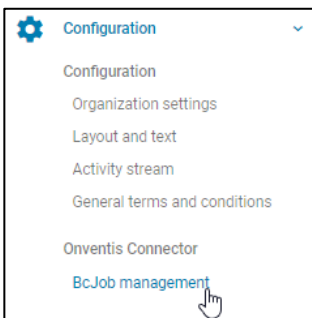 Configuration
Configuration
Organization settings
Layout and text
Activity stream
General terms and conditions
Onventis Connector
BcJob management